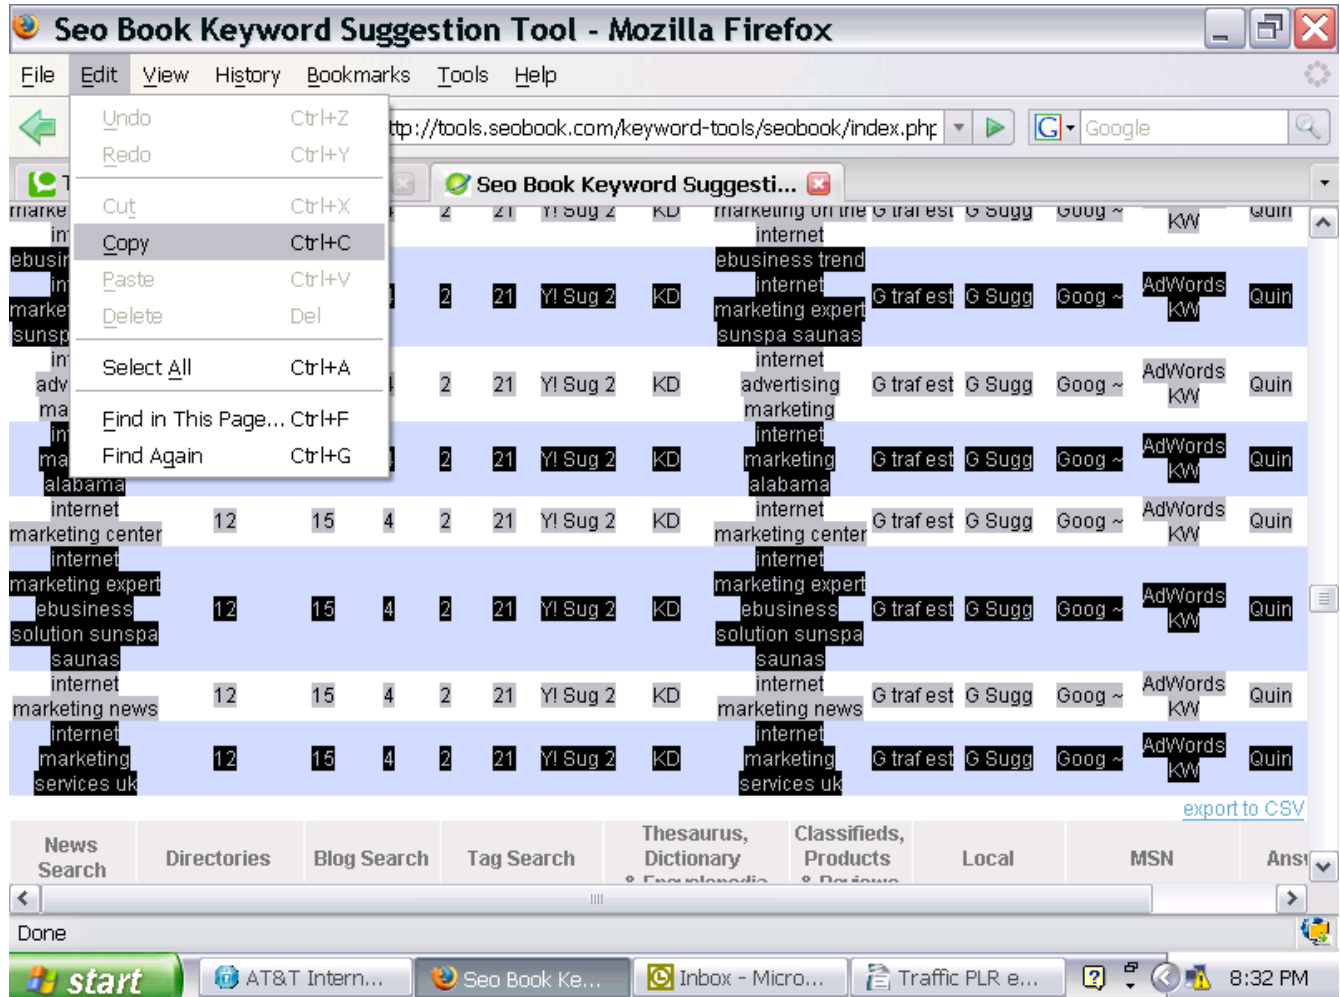 Seo Book Keyword Suggestion Tool - Mozilla Firefox
File Edit View History Bookmarks Tools Help
Undo Ctrl+Z
Redo Ctrl+Y
Cut Ctrl+X
Copy Ctrl+C
Paste Ctrl+V
Delete Del
Select All Ctrl+A
Find in This Page... Ctrl+F
Find Again Ctrl+G
ttp://tools.seobook.com/keyword-tools/seobook/index.php
Google
Seo Book Keyword Suggesti...
2 21 Y! Sug 2 KD marketing on the internet G traf est G Sugg Goog ~ KW Quin
2 21 Y! Sug 2 KD ebusiness trend internet marketing expert sunspa saunas G traf est G Sugg Goog ~ AdWords KW Quin
2 21 Y! Sug 2 KD internet advertising marketing G traf est G Sugg Goog ~ AdWords KW Quin
alabama 2 21 Y! Sug 2 KD internet marketing alabama G traf est G Sugg Goog ~ AdWords KW Quin
internet marketing center 12 15 4 2 21 Y! Sug 2 KD internet marketing center G traf est G Sugg Goog ~ AdWords KW Quin
internet marketing expert ebusiness solution sunspa saunas 12 15 4 2 21 Y! Sug 2 KD internet marketing expert ebusiness solution sunspa saunas G traf est G Sugg Goog ~ AdWords KW Quin
internet marketing news 12 15 4 2 21 Y! Sug 2 KD internet marketing news G traf est G Sugg Goog ~ AdWords KW Quin
internet marketing services uk 12 15 4 2 21 Y! Sug 2 KD internet marketing services uk G traf est G Sugg Goog ~ AdWords KW Quin
export to CSV
News Search Directories Blog Search Tag Search Thesaurus, Dictionary Classifieds, Products Local MSN
Done
start AT&T Intern... Seo Book Ke... Inbox - Micro... Traffic PLR e... 8:32 PM